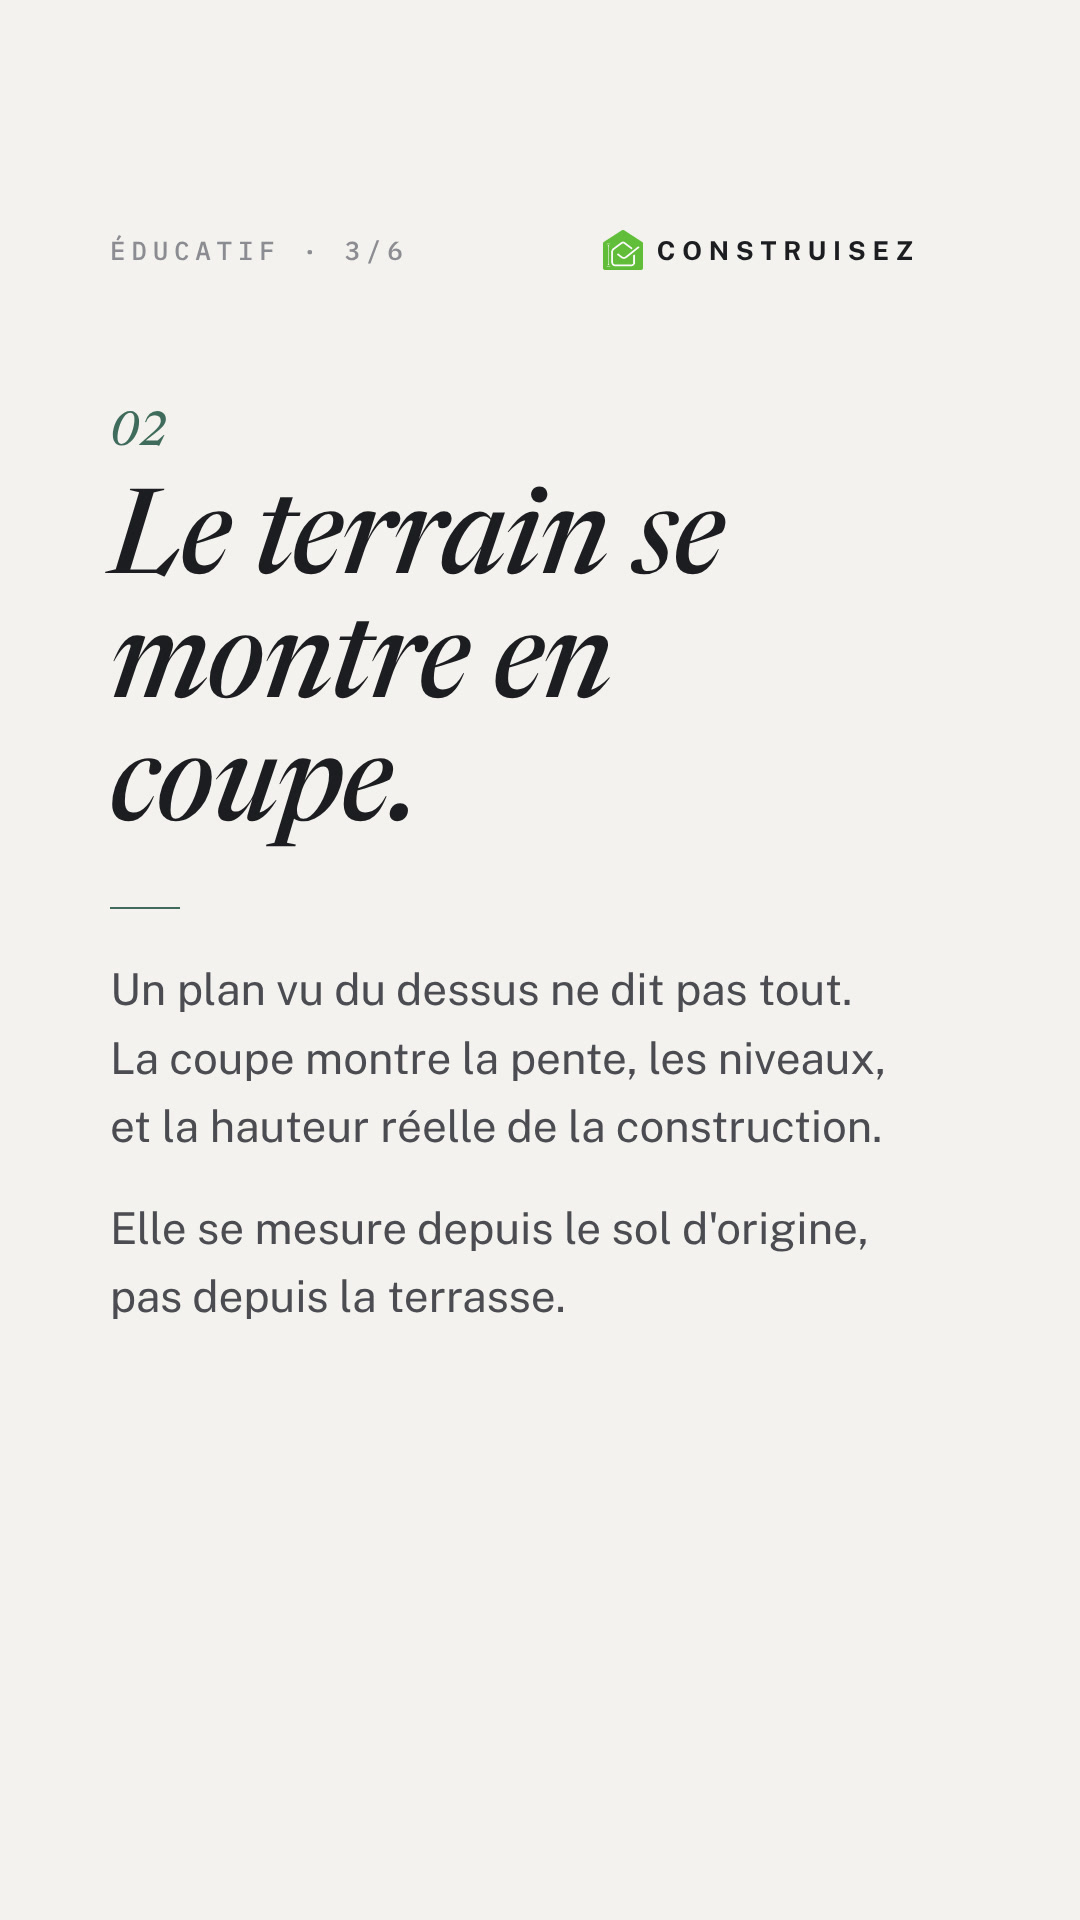 ÉDUCATIF · 3/6
CONSTRUISEZ
02
Le terrain se
montre en
coupe.
Un plan vu du dessus ne dit pas tout.
La coupe montre la pente, les niveaux,
et la hauteur réelle de la construction.
Elle se mesure depuis le sol d'origine,
pas depuis la terrasse.